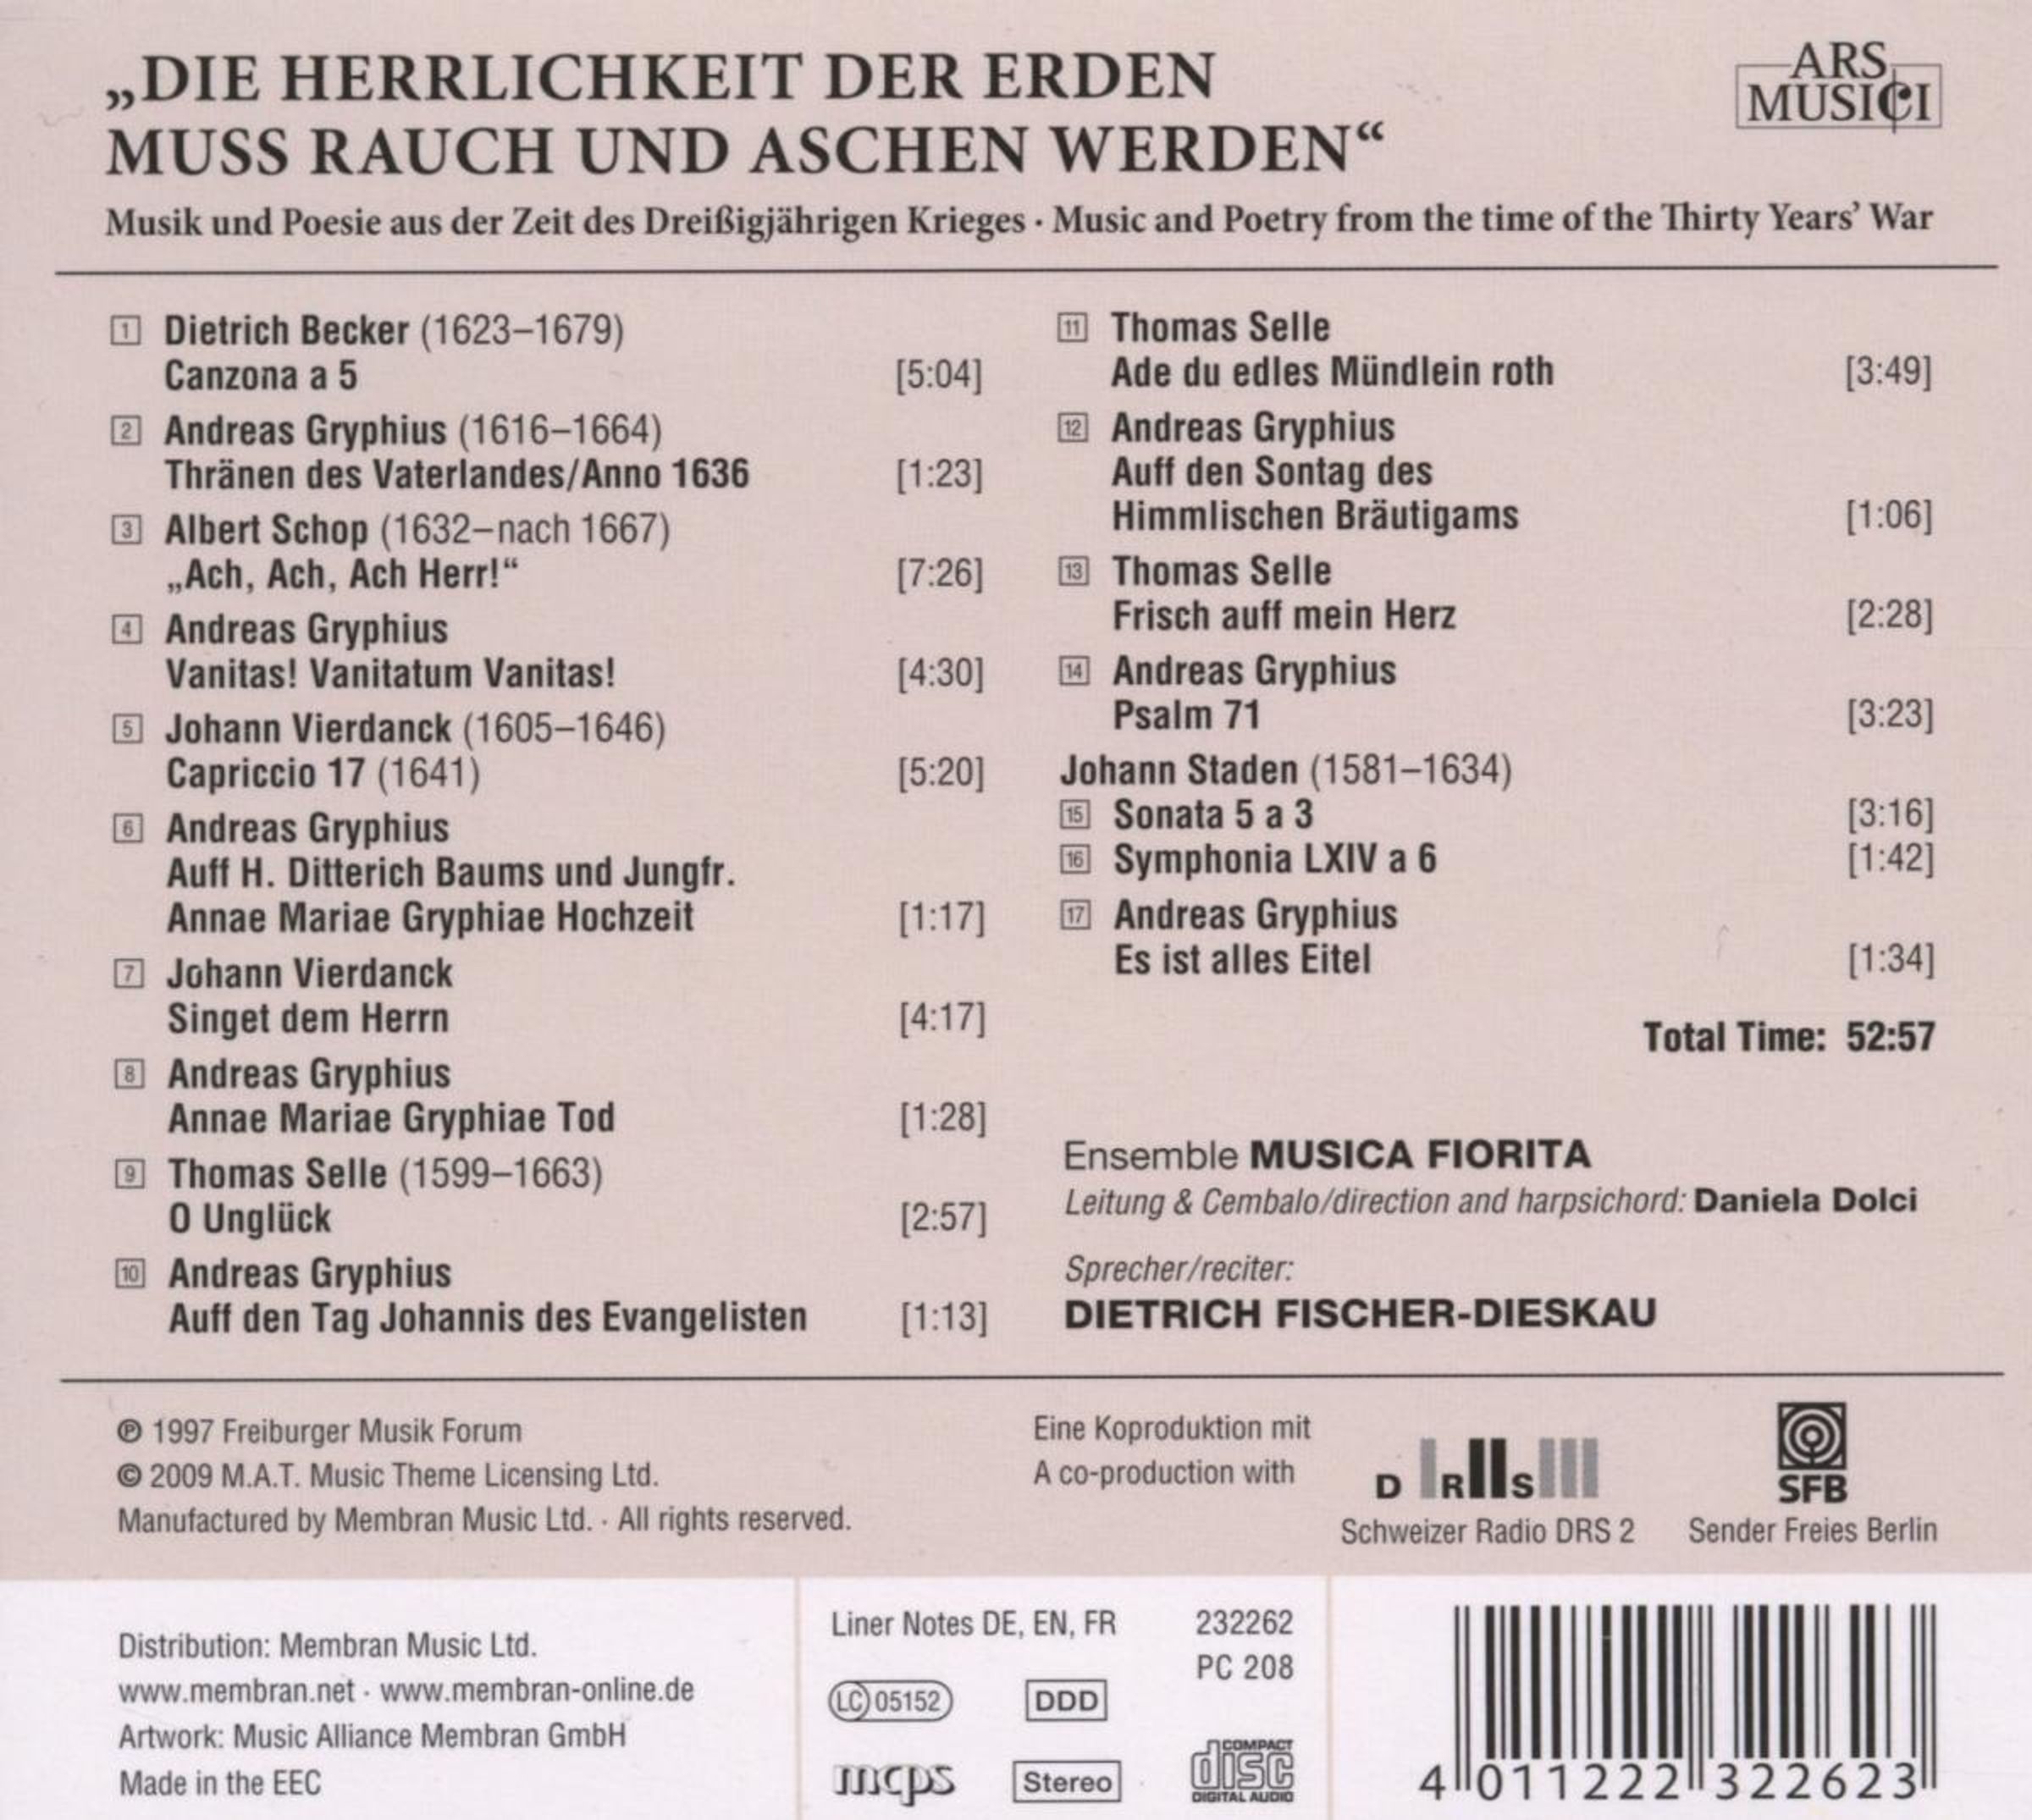 „DIE HERRLICHKEIT DER ERDEN
MUSS RAUCH UND ASCHEN WERDEN“
ARS
MUSICI
Musik und Poesie aus der Zeit des Dreißigjährigen Krieges · Music and Poetry from the time of the Thirty Years’ War
1 Dietrich Becker (1623–1679)
Canzona a 5 [5:04]
2 Andreas Gryphius (1616–1664)
Thränen des Vaterlandes/Anno 1636 [1:23]
3 Albert Schop (1632–nach 1667)
„Ach, Ach, Ach Herr!“ [7:26]
4 Andreas Gryphius
Vanitas! Vanitatum Vanitas! [4:30]
5 Johann Vierdanck (1605–1646)
Capriccio 17 (1641) [5:20]
6 Andreas Gryphius
Auff H. Ditterich Baums und Jungfr.
Annae Mariae Gryphiae Hochzeit [1:17]
7 Johann Vierdanck
Singet dem Herrn [4:17]
8 Andreas Gryphius
Annae Mariae Gryphiae Tod [1:28]
9 Thomas Selle (1599–1663)
O Unglück [2:57]
10 Andreas Gryphius
Auff den Tag Johannis des Evangelisten [1:13]
11 Thomas Selle
Ade du edles Mündlein roth [3:49]
12 Andreas Gryphius
Auff den Sontag des
Himmlischen Bräutigams [1:06]
13 Thomas Selle
Frisch auff mein Herz [2:28]
14 Andreas Gryphius
Psalm 71 [3:23]
Johann Staden (1581–1634)
15 Sonata 5 a 3 [3:16]
16 Symphonia LXIV a 6 [1:42]
17 Andreas Gryphius
Es ist alles Eitel [1:34]
Total Time: 52:57
Ensemble MUSICA FIORITA
Leitung & Cembalo/direction and harpsichord: Daniela Dolci
Sprecher/reciter:
DIETRICH FISCHER-DIESKAU
℗ 1997 Freiburger Musik Forum
© 2009 M.A.T. Music Theme Licensing Ltd.
Manufactured by Membran Music Ltd. · All rights reserved.
Eine Koproduktion mit
A co-production with
D R S
Schweizer Radio DRS 2
SFB
Sender Freies Berlin
Distribution: Membran Music Ltd.
www.membran.net · www.membran-online.de
Artwork: Music Alliance Membran GmbH
Made in the EEC
Liner Notes DE, EN, FR
232262
PC 208
LC 05152
DDD
mcps
Stereo
COMPACT
disc
DIGITAL AUDIO
4 011222 322623